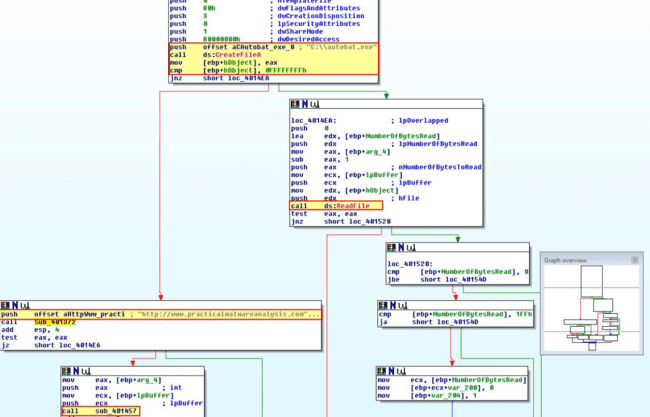 push 0 ; hTemplateFile
push 80h ; dwFlagsAndAttributes
push 3 ; dwCreationDisposition
push 0 ; lpSecurityAttributes
push 1 ; dwShareMode
push 80000000h ; dwDesiredAccess
push offset aCAutobat_exe_0 ; "C:\\autobat.exe"
call ds:CreateFileA
mov [ebp+hObject], eax
cmp [ebp+hObject], 0FFFFFFFFh
jnz short loc_4014EA
loc_4014EA: ; lpOverlapped
push 0
lea edx, [ebp+NumberOfBytesRead]
push edx ; lpNumberOfBytesRead
mov eax, [ebp+arg_4]
sub eax, 1
push eax ; nNumberOfBytesToRead
mov ecx, [ebp+lpBuffer]
push ecx ; lpBuffer
mov edx, [ebp+hObject]
push edx ; hFile
call ds:ReadFile
test eax, eax
jnz short loc_401520
loc_401520:
cmp [ebp+NumberOfBytesRead], 0
jbe short loc_40154D
Graph overview
push offset aHttpWww_practi ; "http://www.practicalmalwareanalysis.com"...
call sub_401372
add esp, 4
test eax, eax
jz short loc_4014E6
cmp [ebp+NumberOfBytesRead], 1FFh
ja short loc_40154D
mov eax, [ebp+arg_4]
push eax ; int
mov ecx, [ebp+lpBuffer]
push ecx ; lpBuffer
call sub_401457
mov ecx, [ebp+NumberOfBytesRead]
mov [ebp+ecx+var_200], 0
mov [ebp+var_204], 1